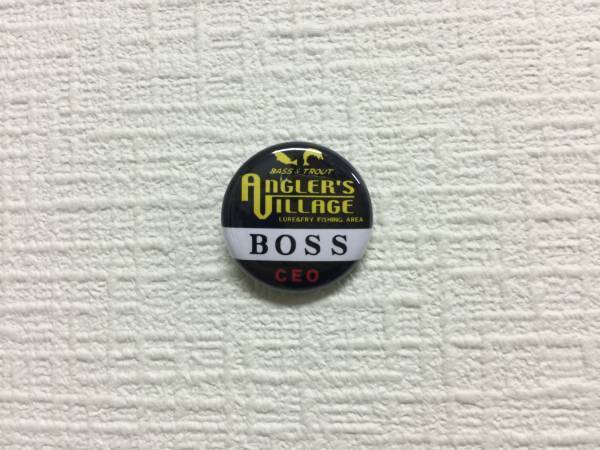 BASS & TROUT
ANGLER'S
VILLAGE
LURE&FRY FISHING AREA
BOSS
CEO